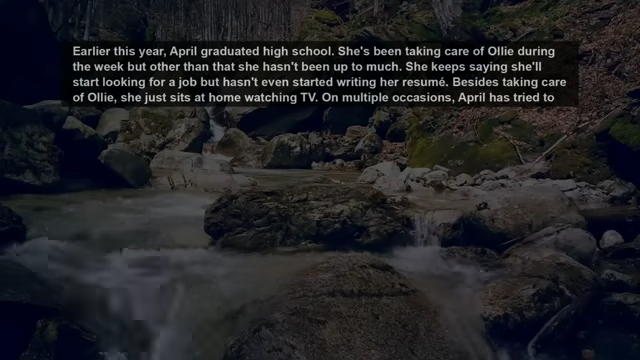 Earlier this year, April graduated high school. She's been taking care of Ollie during
the week but other than that she hasn't been up to much. She keeps saying she'll
start looking for a job but hasn't even started writing her resumé. Besides taking care
of Ollie, she just sits at home watching TV. On multiple occasions, April has tried to